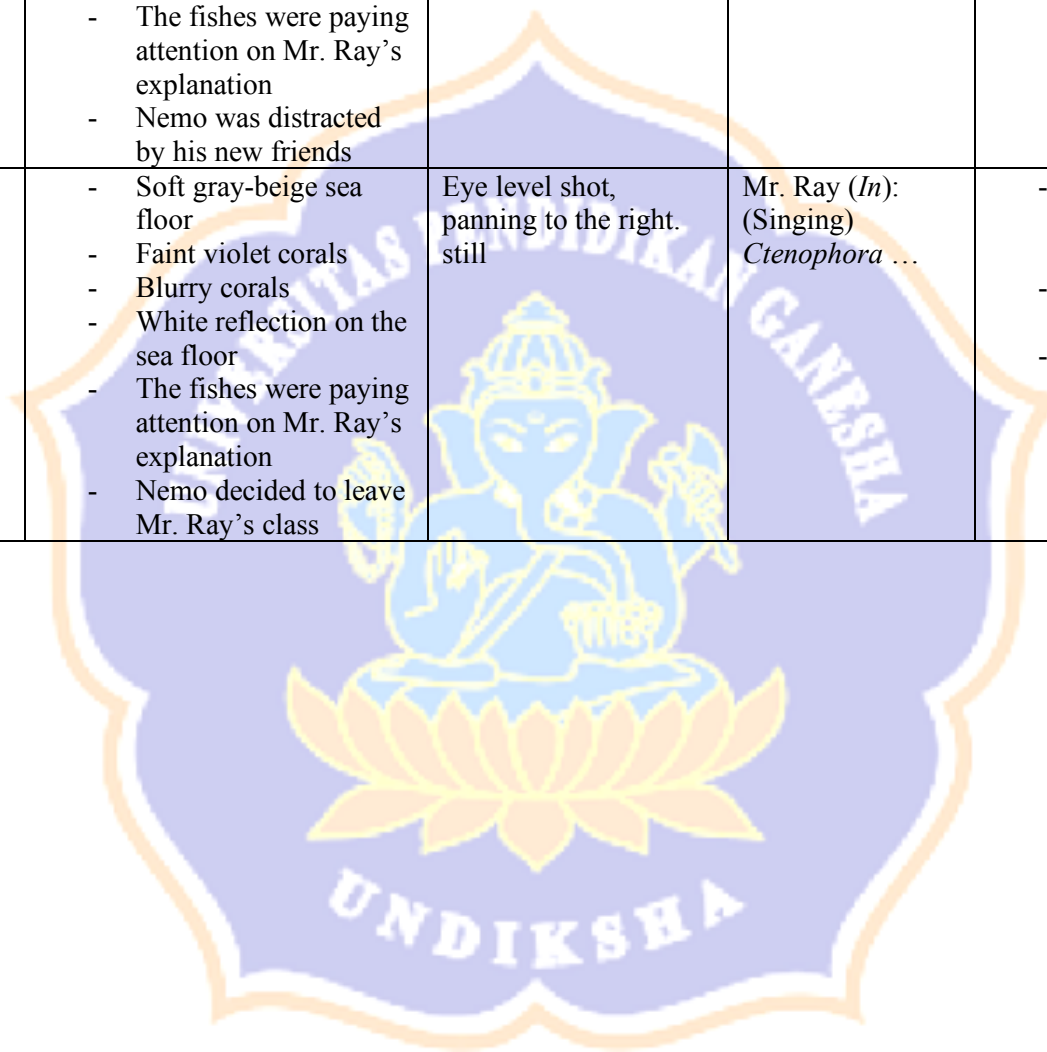 - The fishes were paying
attention on Mr. Ray’s
explanation
- Nemo was distracted
by his new friends
- Soft gray-beige sea
floor
- Faint violet corals
- Blurry corals
- White reflection on the
sea floor
- The fishes were paying
attention on Mr. Ray’s
explanation
- Nemo decided to leave
Mr. Ray’s class
Eye level shot,
panning to the right.
still
Mr. Ray (In):
(Singing)
Ctenophora …
-
-
-
UNIVERSITAS PENDIDIKAN GANESHA
UNDIKSHA